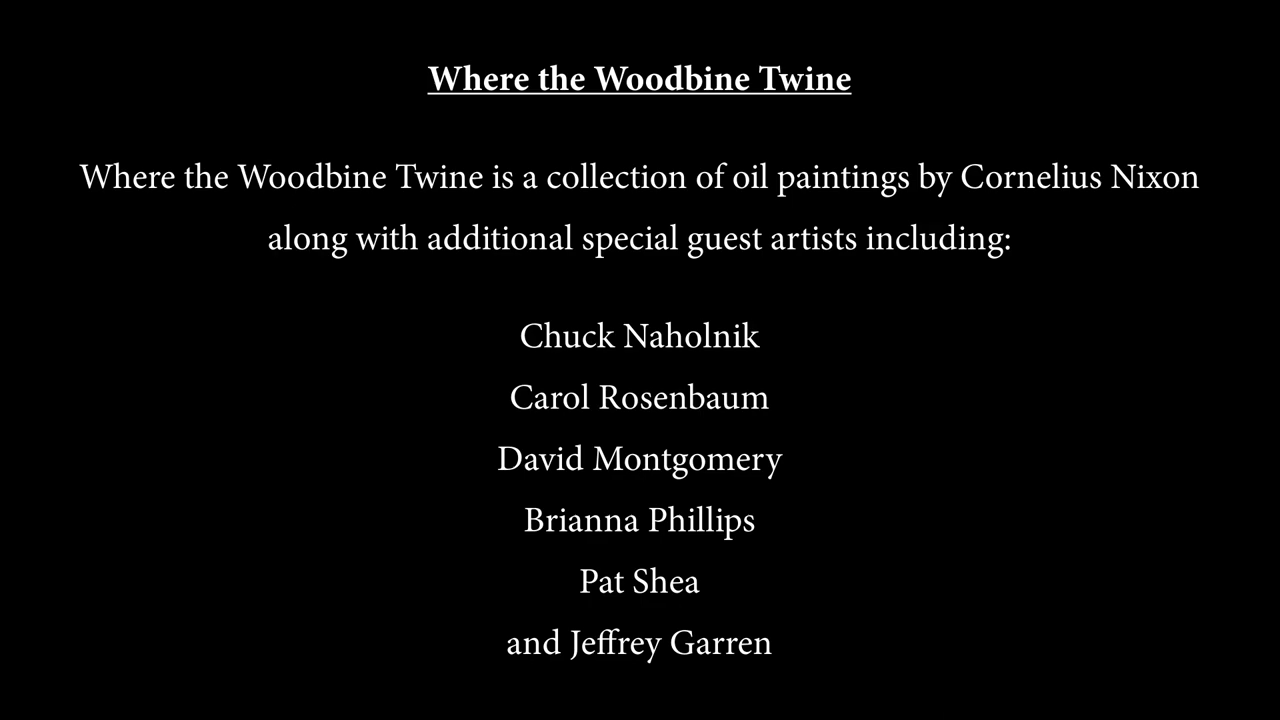 Where the Woodbine Twine
Where the Woodbine Twine is a collection of oil paintings by Cornelius Nixon
along with additional special guest artists including:
Chuck Naholnik
Carol Rosenbaum
David Montgomery
Brianna Phillips
Pat Shea
and Jeffrey Garren